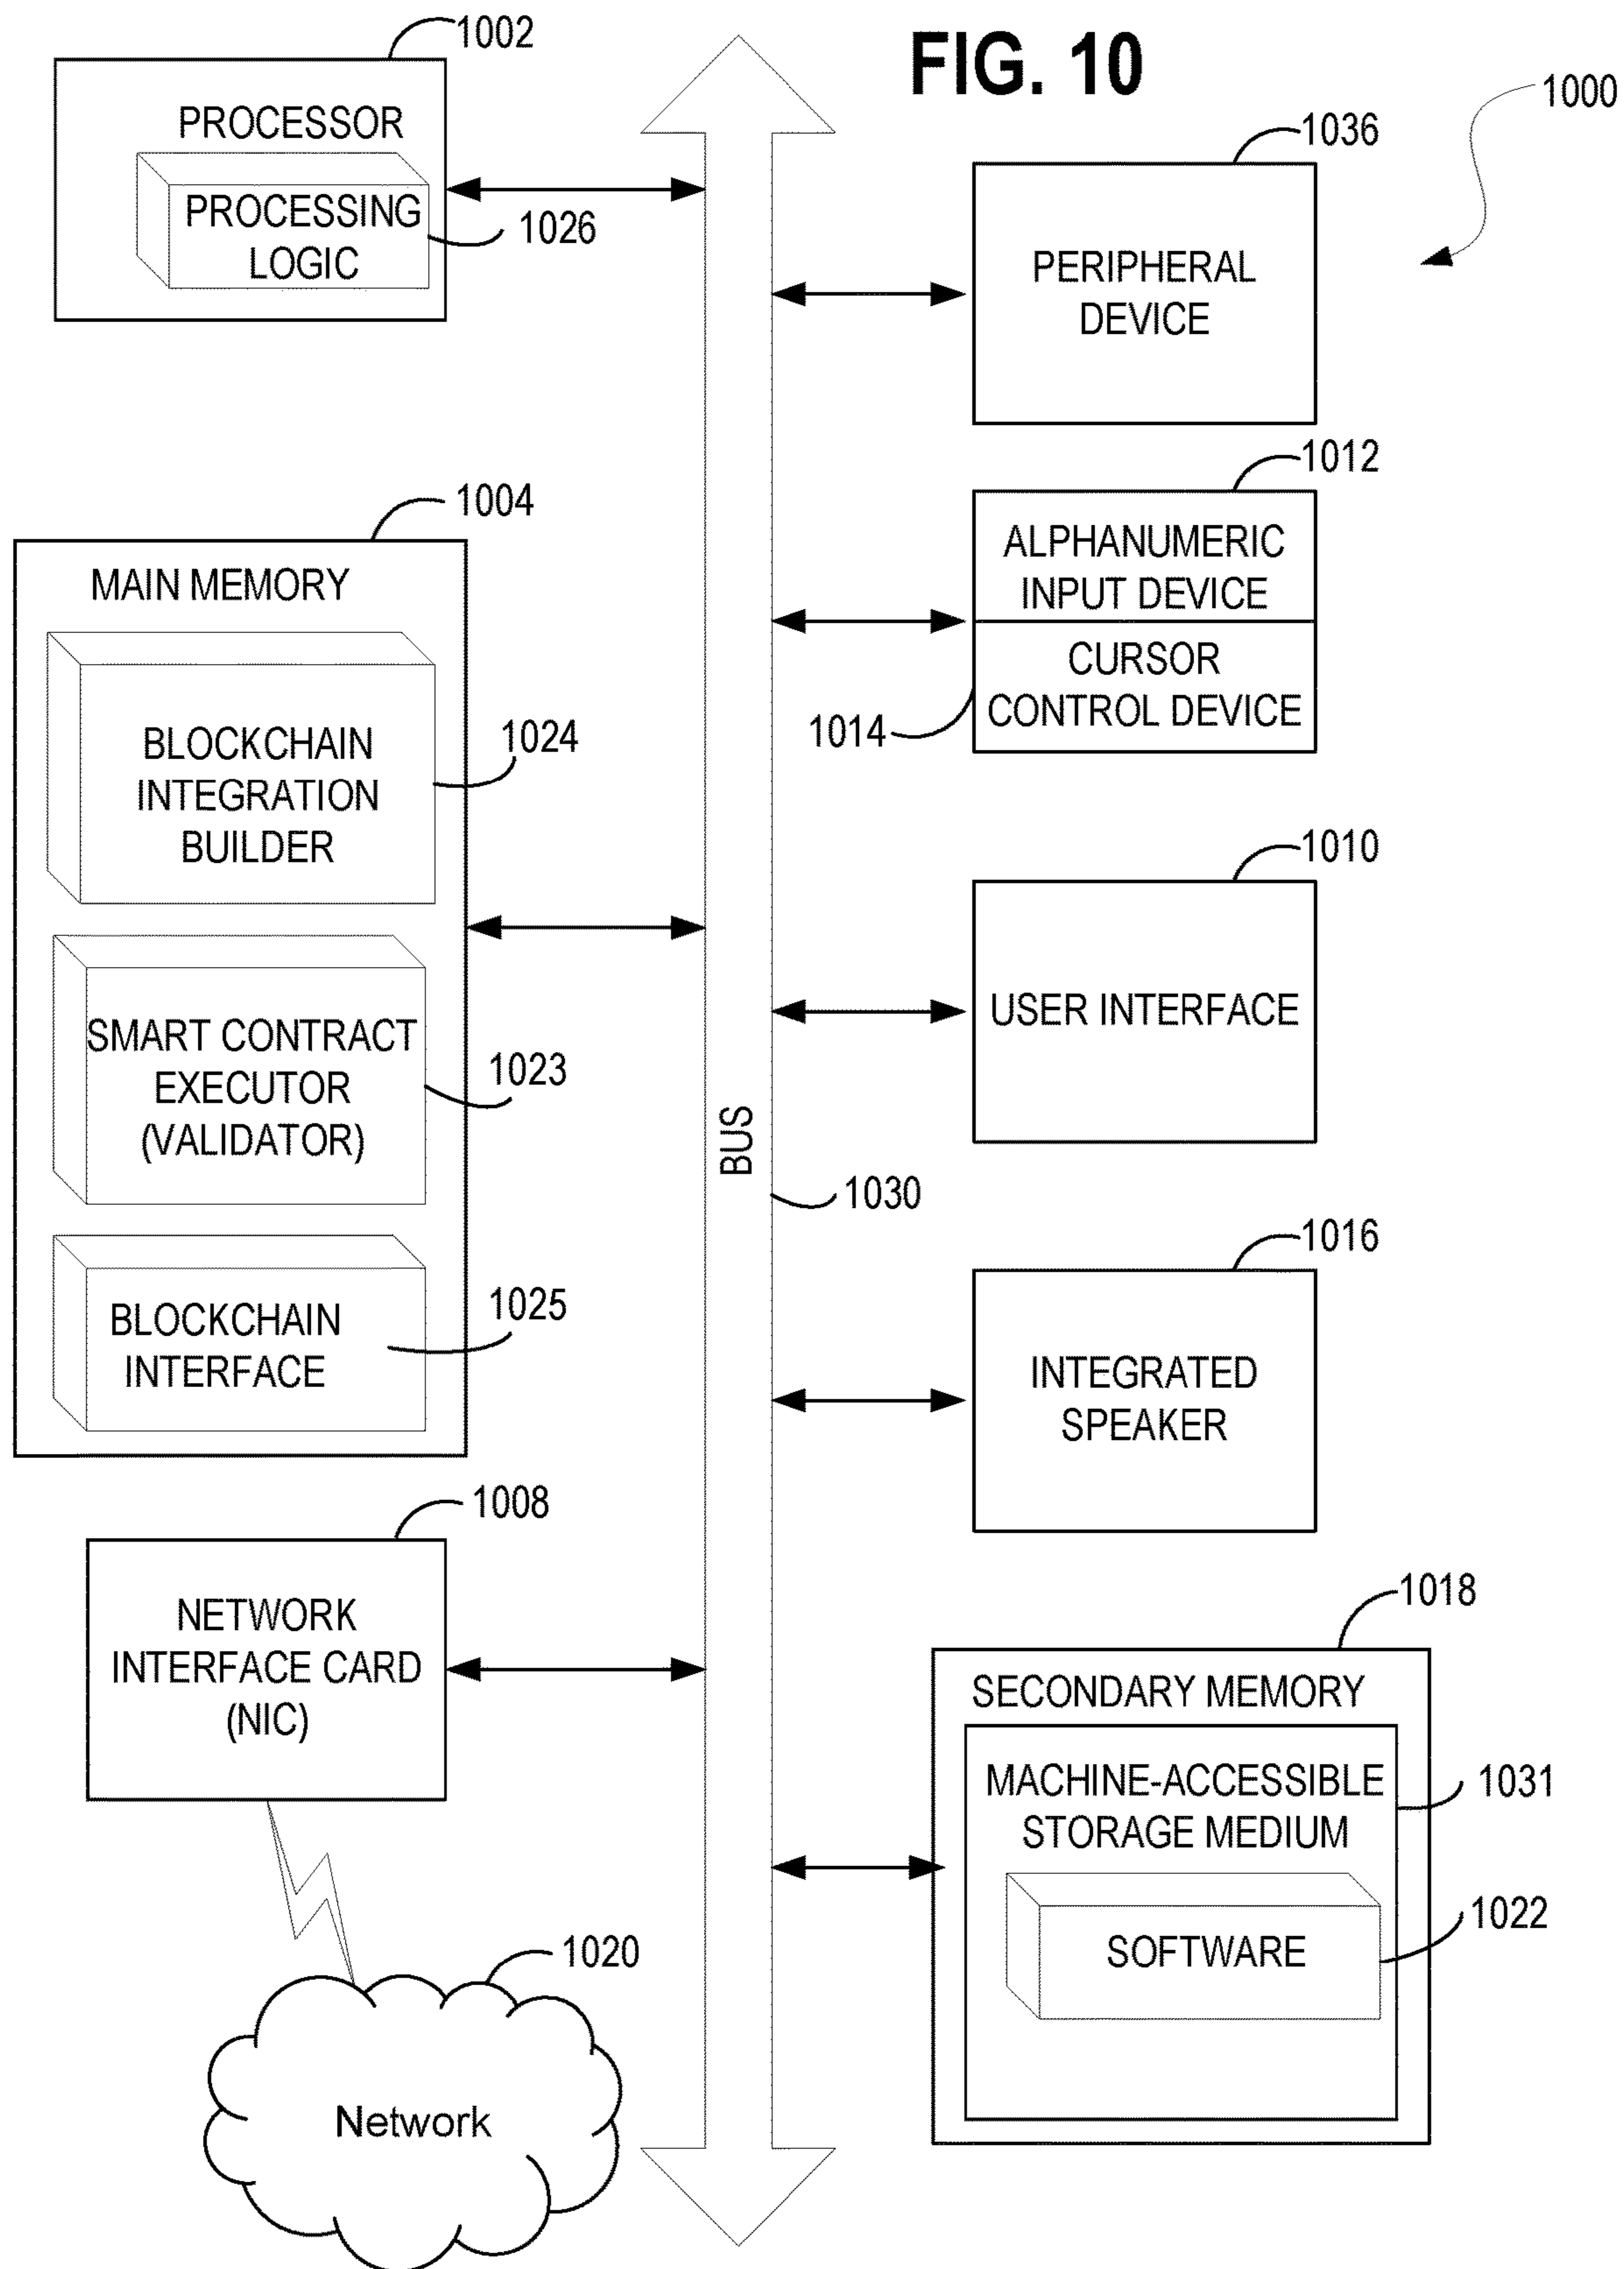 FIG. 10
1000
1002
PROCESSOR
PROCESSING
LOGIC
1026
1004
MAIN MEMORY
BLOCKCHAIN
INTEGRATION
BUILDER
1024
SMART CONTRACT
EXECUTOR
(VALIDATOR)
1023
BLOCKCHAIN
INTERFACE
1025
1008
NETWORK
INTERFACE CARD
(NIC)
1020
Network
BUS
1030
1036
PERIPHERAL
DEVICE
1012
ALPHANUMERIC
INPUT DEVICE
CURSOR
CONTROL DEVICE
1014
1010
USER INTERFACE
1016
INTEGRATED
SPEAKER
1018
SECONDARY MEMORY
MACHINE-ACCESSIBLE
STORAGE MEDIUM
1031
SOFTWARE
1022